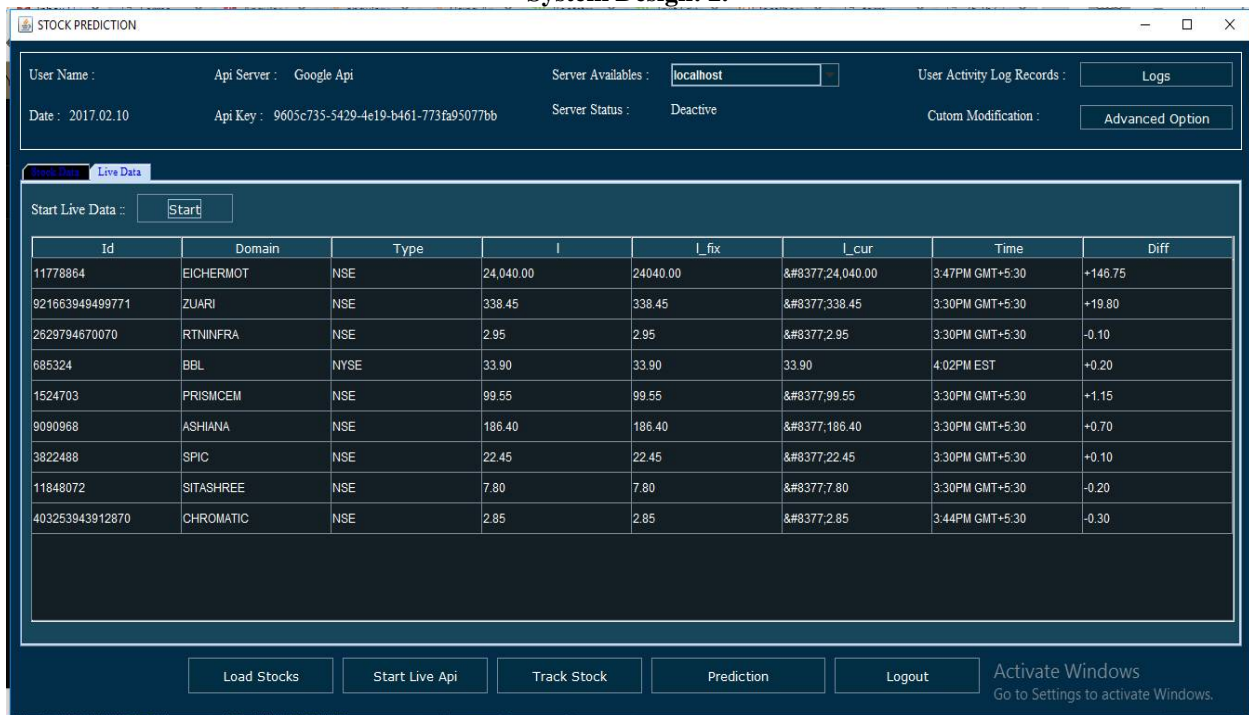 STOCK PREDICTION
User Name :
Api Server : Google Api
Server Availables : localhost
User Activity Log Records : Logs
Date : 2017.02.10
Api Key : 9605c735-5429-4e19-b461-773fa95077bb
Server Status : Deactive
Cutom Modification : Advanced Option
Stock Data Live Data
Start Live Data :: Start
Id Domain Type l l_fix l_cur Time Diff
11778864 EICHERMOT NSE 24,040.00 24040.00 &#8377;24,040.00 3:47PM GMT+5:30 +146.75
921663949499771 ZUARI NSE 338.45 338.45 &#8377;338.45 3:30PM GMT+5:30 +19.80
2629794670070 RTNINFRA NSE 2.95 2.95 &#8377;2.95 3:30PM GMT+5:30 -0.10
685324 BBL NYSE 33.90 33.90 33.90 4:02PM EST +0.20
1524703 PRISMCEM NSE 99.55 99.55 &#8377;99.55 3:30PM GMT+5:30 +1.15
9090968 ASHIANA NSE 186.40 186.40 &#8377;186.40 3:30PM GMT+5:30 +0.70
3822488 SPIC NSE 22.45 22.45 &#8377;22.45 3:30PM GMT+5:30 +0.10
11848072 SITASHREE NSE 7.80 7.80 &#8377;7.80 3:30PM GMT+5:30 -0.20
403253943912870 CHROMATIC NSE 2.85 2.85 &#8377;2.85 3:44PM GMT+5:30 -0.30
Load Stocks Start Live Api Track Stock Prediction Logout
Activate Windows
Go to Settings to activate Windows.